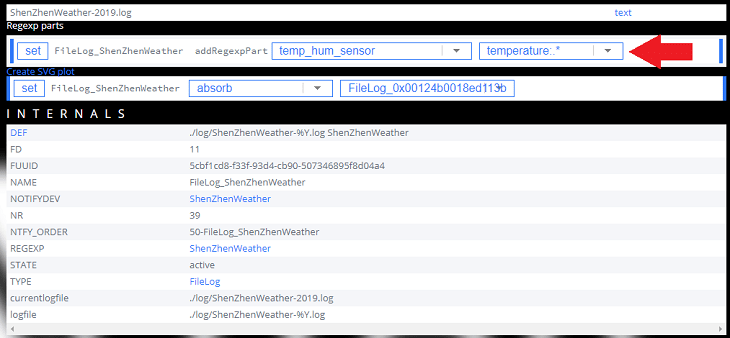 ShenZhenWeather-2019.log text
Regexp parts
set FileLog_ShenZhenWeather addRegexpPart temp_hum_sensor temperature:.*
Create SVG plot
set FileLog_ShenZhenWeather absorb FileLog_0x00124b0018ed113b
INTERNALS
DEF ./log/ShenZhenWeather-%Y.log ShenZhenWeather
FD 11
FUUID 5cbf1cd8-f33f-93d4-cb90-507346895f8d04a4
NAME FileLog_ShenZhenWeather
NOTIFYDEV ShenZhenWeather
NR 39
NTFY_ORDER 50-FileLog_ShenZhenWeather
REGEXP ShenZhenWeather
STATE active
TYPE FileLog
currentlogfile ./log/ShenZhenWeather-2019.log
logfile ./log/ShenZhenWeather-%Y.log